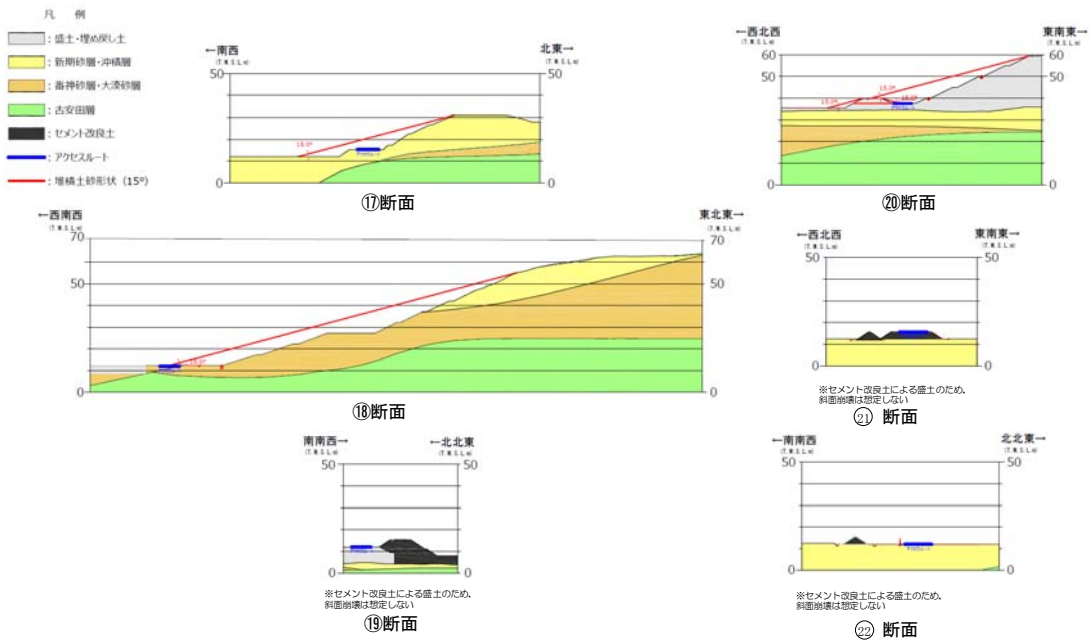 凡 例
：盛土・埋め戻し土
：新期砂層・沖積層
：番神砂層・大湊砂層
：古安田層
：セメント改良土
：アクセスルート
：堆積土砂形状（15°）
←南西
(T.M.S.L.m)
北東→
(T.M.S.L.m)
50
50
15.0°
0
0
⑰断面
←西北西
(T.M.S.L.m)
東南東→
(T.M.S.L.m)
60
60
50
50
15.0°
15.0°
15.0°
0
0
⑳断面
←西南西
(T.M.S.L.m)
東北東→
(T.M.S.L.m)
70
70
50
50
15.0°
0
0
⑱断面
←西北西
(T.M.S.L.m)
東南東→
(T.M.S.L.m)
50
50
0
0
※セメント改良土による盛土のため、
斜面崩壊は想定しない
㉑ 断面
南南西→
(T.M.S.L.m)
←北北東
(T.M.S.L.m)
50
50
0
0
※セメント改良土による盛土のため、
斜面崩壊は想定しない
⑲断面
←南南西
(T.M.S.L.m)
北北東→
(T.M.S.L.m)
50
50
0
0
※セメント改良土による盛土のため、
斜面崩壊は想定しない
㉒ 断面